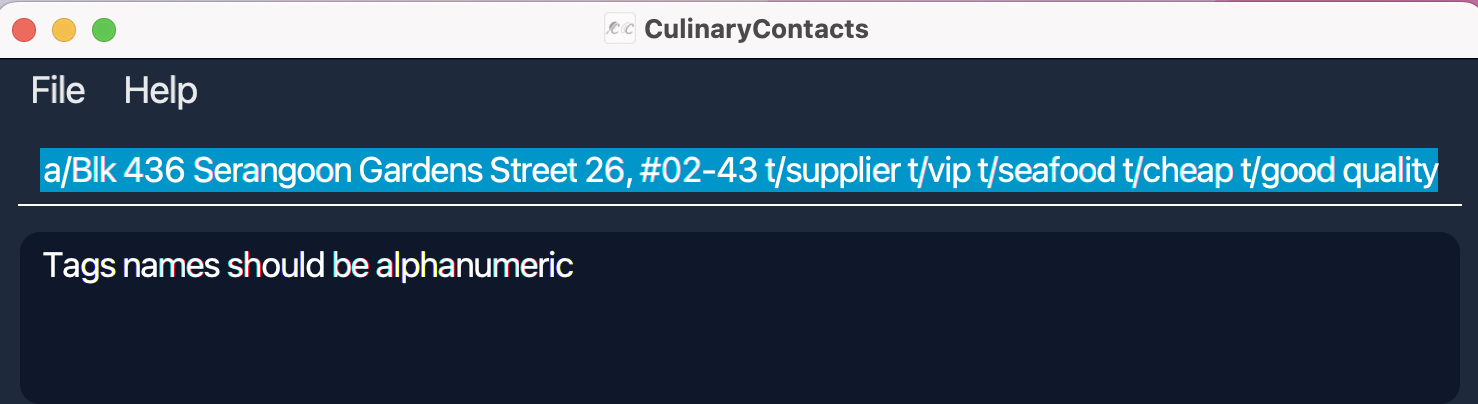 CulinaryContacts
File Help
a/Blk 436 Serangoon Gardens Street 26, #02-43 t/supplier t/vip t/seafood t/cheap t/good quality
Tags names should be alphanumeric